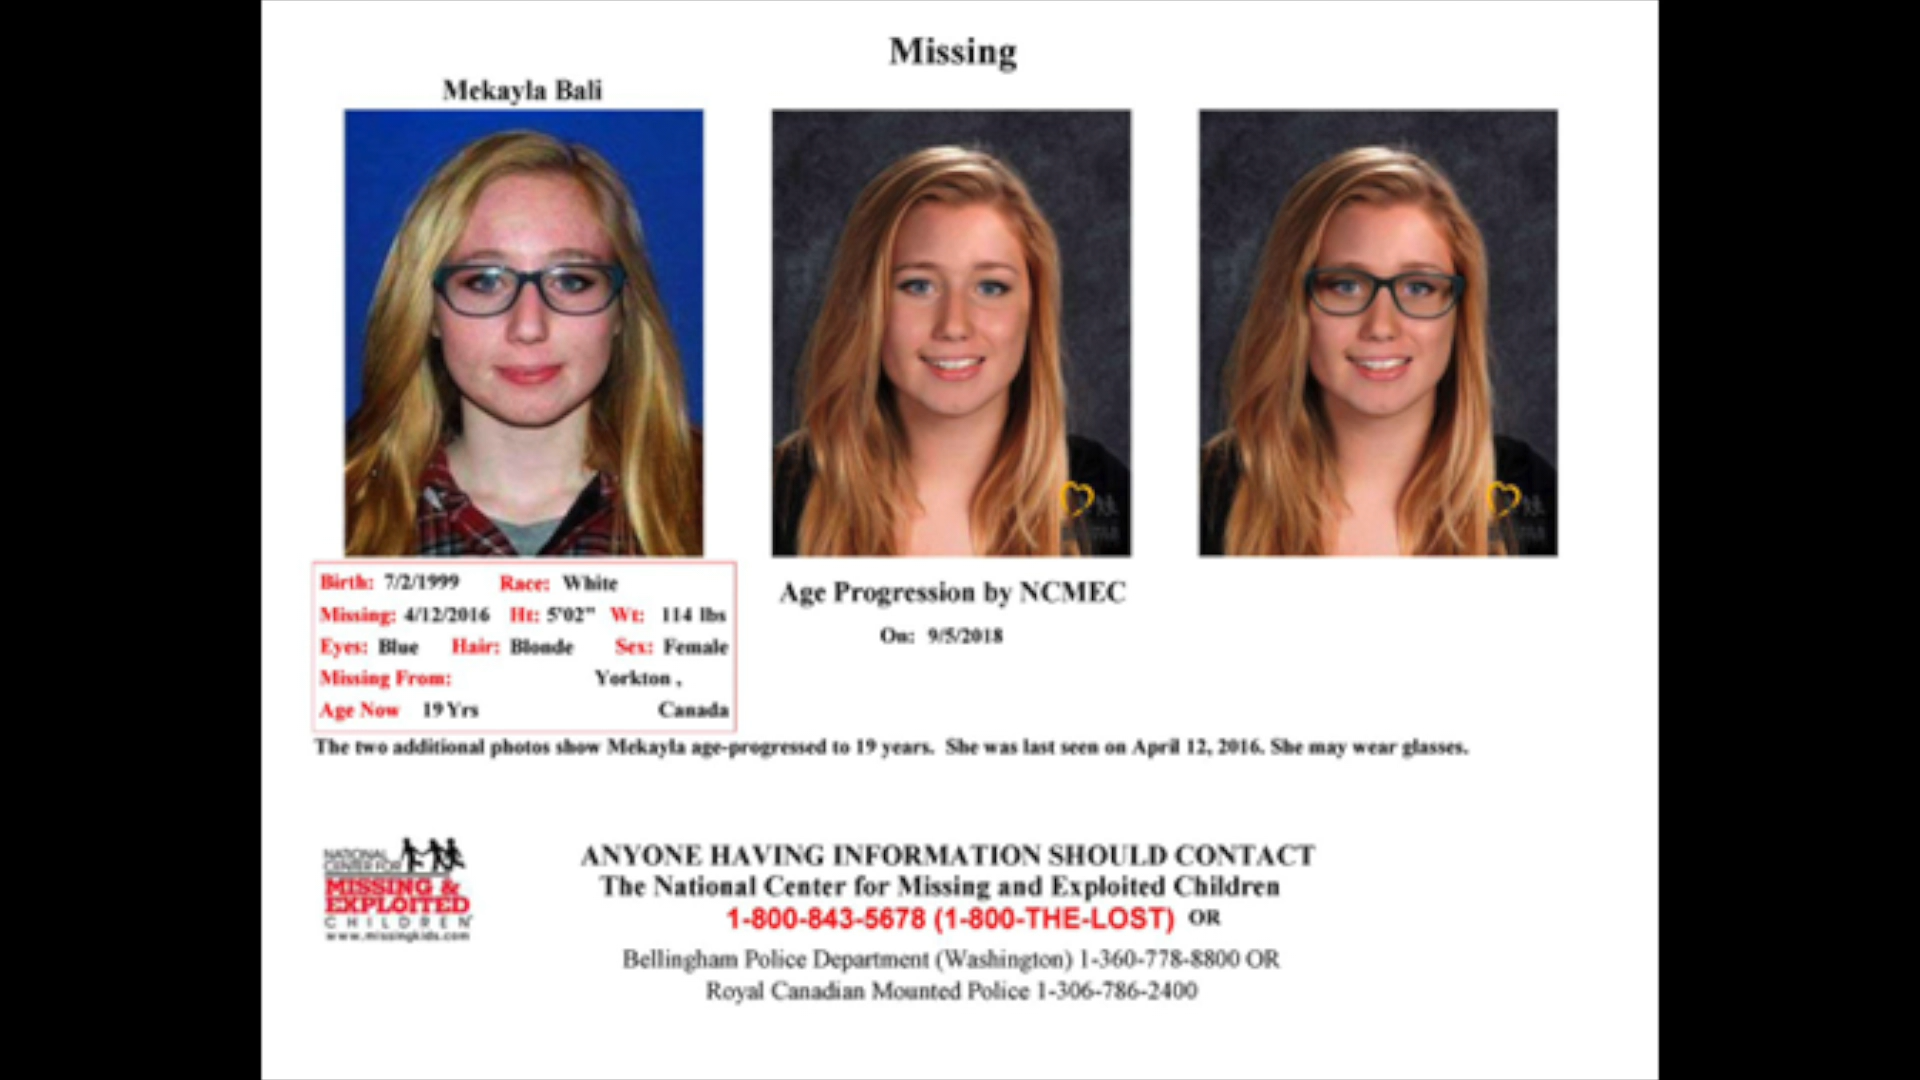 Missing
Mekayla Bali
Birth: 7/2/1999 Race: White
Missing: 4/12/2016 Ht: 5'02" Wt: 114 lbs
Eyes: Blue Hair: Blonde Sex: Female
Missing From: Yorkton ,
Age Now 19 Yrs Canada
Age Progression by NCMEC
On: 9/5/2018
The two additional photos show Mekayla age-progressed to 19 years. She was last seen on April 12, 2016. She may wear glasses.
NATIONAL
CENTER FOR
MISSING &
EXPLOITED
CHILDREN
www.missingkids.com
ANYONE HAVING INFORMATION SHOULD CONTACT
The National Center for Missing and Exploited Children
1-800-843-5678 (1-800-THE-LOST) OR
Bellingham Police Department (Washington) 1-360-778-8800 OR
Royal Canadian Mounted Police 1-306-786-2400